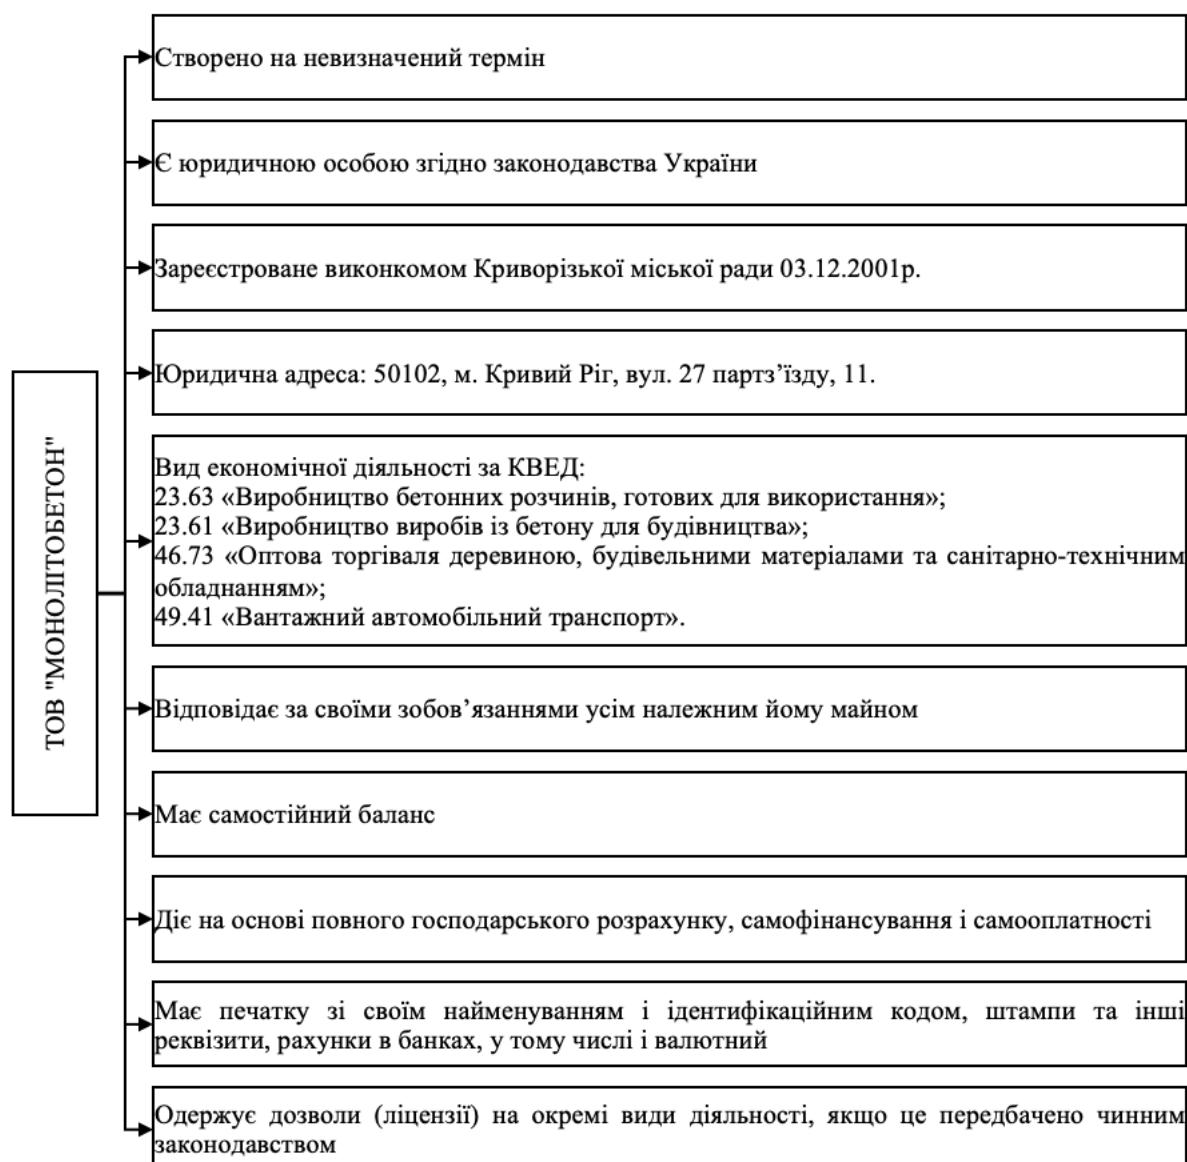 Створено на невизначений термін
Є юридичною особою згідно законодавства України
Зареєстроване виконкомом Криворізької міської ради 03.12.2001р.
Юридична адреса: 50102, м. Кривий Ріг, вул. 27 партз’їзду, 11.
ТОВ "МОНОЛІТОБЕТОН"
Вид економічної діяльності за КВЕД:
23.63 «Виробництво бетонних розчинів, готових для використання»;
23.61 «Виробництво виробів із бетону для будівництва»;
46.73 «Оптова торгіваля деревиною, будівельними матеріалами та санітарно-технічним
обладнанням»;
49.41 «Вантажний автомобільний транспорт».
Відповідає за своїми зобов’язаннями усім належним йому майном
Має самостійний баланс
Діє на основі повного господарського розрахунку, самофінансування і самооплатності
Має печатку зі своїм найменуванням і ідентифікаційним кодом, штампи та інші
реквізити, рахунки в банках, у тому числі і валютний
Одержує дозволи (ліцензії) на окремі види діяльності, якщо це передбачено чинним
законодавством